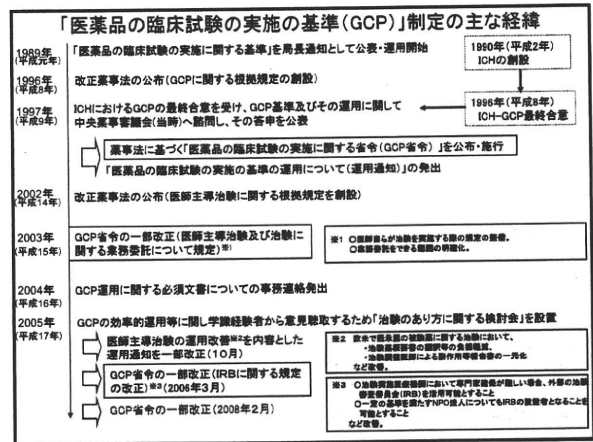 「医薬品の臨床試験の実施の基準(GCP)」制定の主な経緯
1989年
(平成元年)
「医薬品の臨床試験の実施に関する基準」を局長通知として公表・運用開始
1990年(平成2年)
ICHの創設
1996年
(平成8年)
改正薬事法の公布(GCPに関する根拠規定の創設)
1997年
(平成9年)
ICHにおけるGCPの最終合意を受け、GCP基準及びその運用に関して
中央薬事審議会(当時)へ諮問し、その答申を公表
1996年(平成8年)
ICH-GCP最終合意
薬事法に基づく「医薬品の臨床試験の実施に関する省令(GCP省令)」を公布・施行
「医薬品の臨床試験の実施の基準の運用について(運用通知)」の発出
2002年
(平成14年)
改正薬事法の公布(医師主導治験に関する根拠規定を創設)
2003年
(平成15年)
GCP省令の一部改正(医師主導治験及び治験に
関する業務委託について規定)※1
※1 〇医師自らが治験を実施する際の規定の整備。
〇業務委託をできる範囲の明確化。
2004年
(平成16年)
GCP運用に関する必須文書についての事務連絡発出
2005年
(平成17年)
GCPの効率的運用等に関し学識経験者から意見聴取するため「治験のあり方に関する検討会」を設置
医師主導治験の運用改善※2を内容とし
た運用通知を一部改正(10月)
※2 欧米で既承認の被験薬に関する治験において、
・治験薬概要書の翻訳等の負担軽減、
・治験調整医師による副作用等報告書の一元化
など改善。
GCP省令の一部改正(IRBに関する規定
の改正)※3(2006年3月)
※3 〇治験実施医療機関において専門家確保が難しい場合、外部の治験
審査委員会(IRB)を活用可能とすること
〇一定の基準を満たすNPO法人についてもIRBの設置者となることを
可能とすること
など改善。
GCP省令の一部改正(2008年2月)